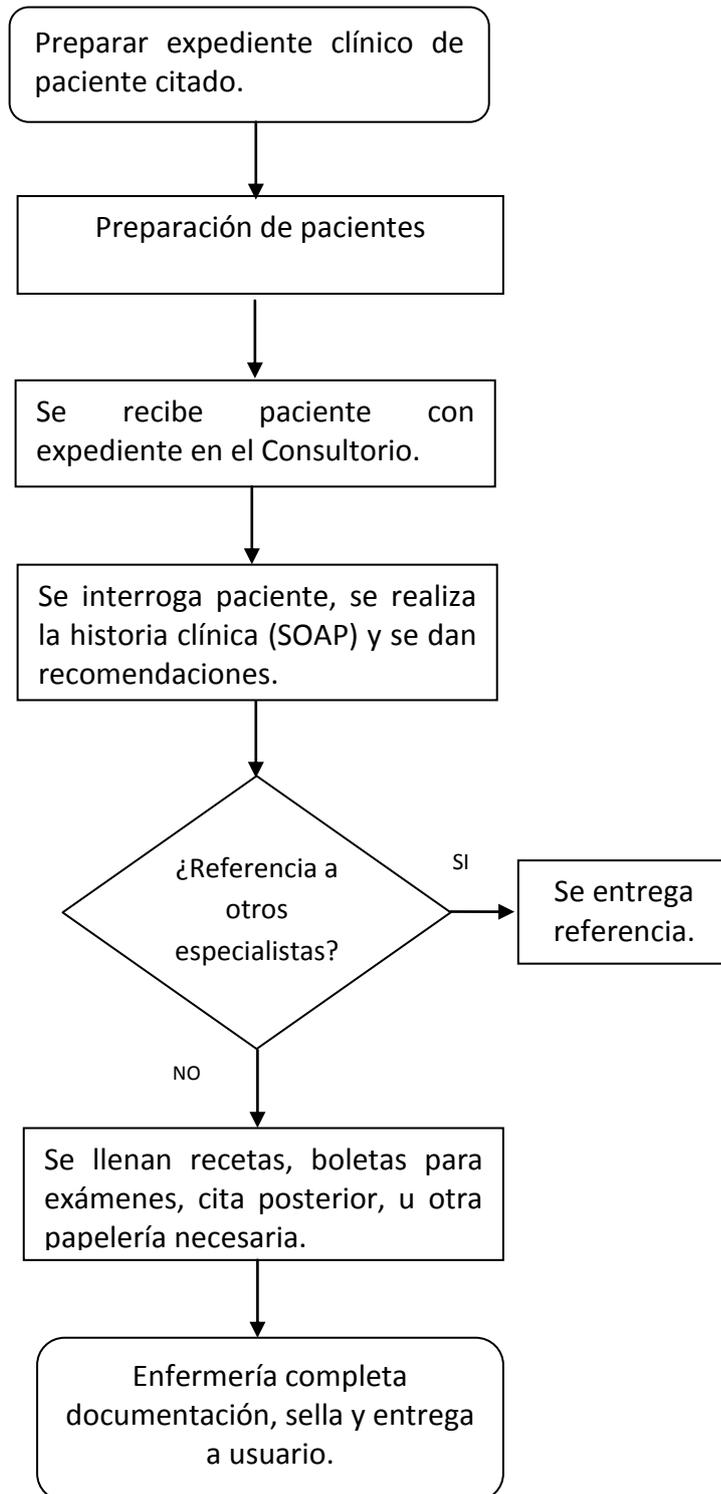 Preparar expediente clínico de
paciente citado.
Preparación de pacientes
Se recibe paciente con
expediente en el Consultorio.
Se interroga paciente, se realiza
la historia clínica (SOAP) y se dan
recomendaciones.
¿Referencia a
otros
especialistas?
SI
Se entrega
referencia.
NO
Se llenan recetas, boletas para
exámenes, cita posterior, u otra
papelería necesaria.
Enfermería completa
documentación, sella y entrega
a usuario.